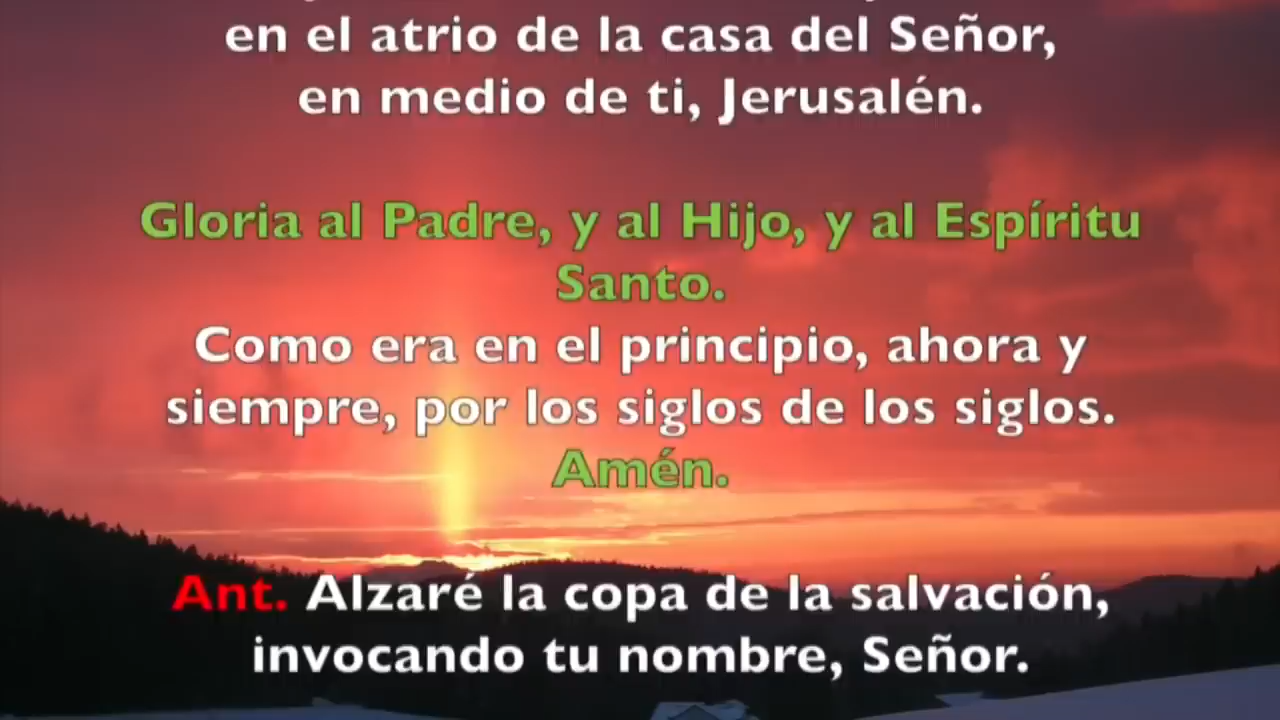 en el atrio de la casa del Señor,
en medio de ti, Jerusalén.
Gloria al Padre, y al Hijo, y al Espíritu
Santo.
Como era en el principio, ahora y
siempre, por los siglos de los siglos.
Amén.
Ant. Alzaré la copa de la salvación,
invocando tu nombre, Señor.